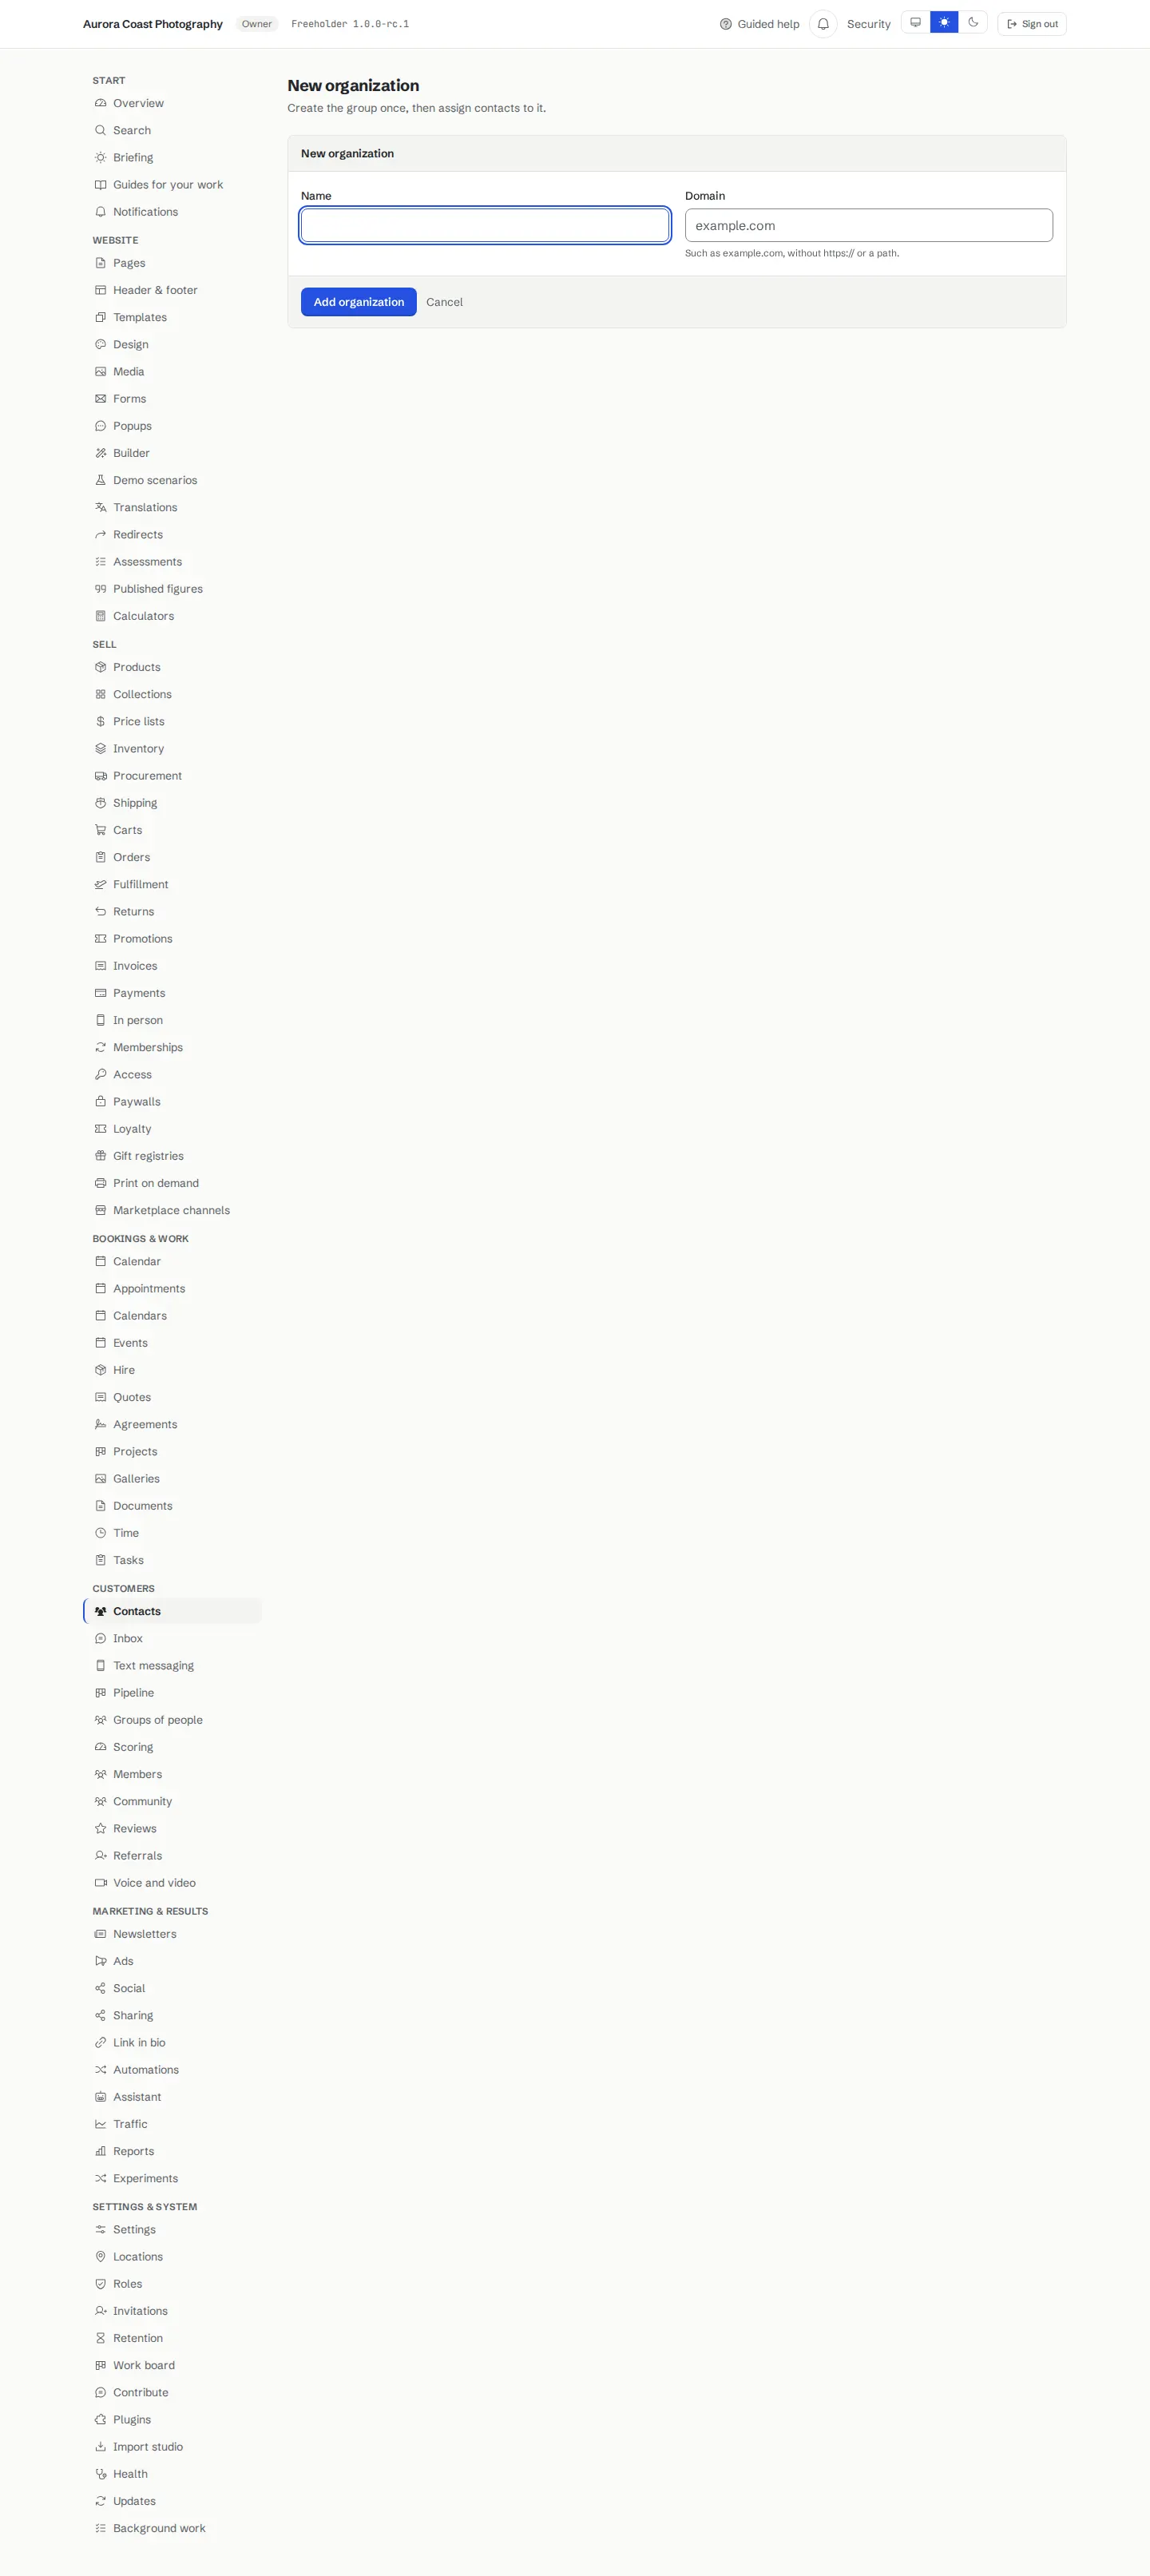 Aurora Coast Photography
Owner
Freeholder 1.0.0-rc.1
Guided help
Security
Sign out
START
Overview
Search
Briefing
Guides for your work
Notifications
WEBSITE
Pages
Header & footer
Templates
Design
Media
Forms
Popups
Builder
Demo scenarios
Translations
Redirects
Assessments
Published figures
Calculators
SELL
Products
Collections
Price lists
Inventory
Procurement
Shipping
Carts
Orders
Fulfillment
Returns
Promotions
Invoices
Payments
In person
Memberships
Access
Paywalls
Loyalty
Gift registries
Print on demand
Marketplace channels
BOOKINGS & WORK
Calendar
Appointments
Calendars
Events
Hire
Quotes
Agreements
Projects
Galleries
Documents
Time
Tasks
CUSTOMERS
Contacts
Inbox
Text messaging
Pipeline
Groups of people
Scoring
Members
Community
Reviews
Referrals
Voice and video
MARKETING & RESULTS
Newsletters
Ads
Social
Sharing
Link in bio
Automations
Assistant
Traffic
Reports
Experiments
SETTINGS & SYSTEM
Settings
Locations
Roles
Invitations
Retention
Work board
Contribute
Plugins
Import studio
Health
Updates
Background work
New organization
Create the group once, then assign contacts to it.
New organization
Name
Domain
example.com
Such as example.com, without https:// or a path.
Add organization
Cancel